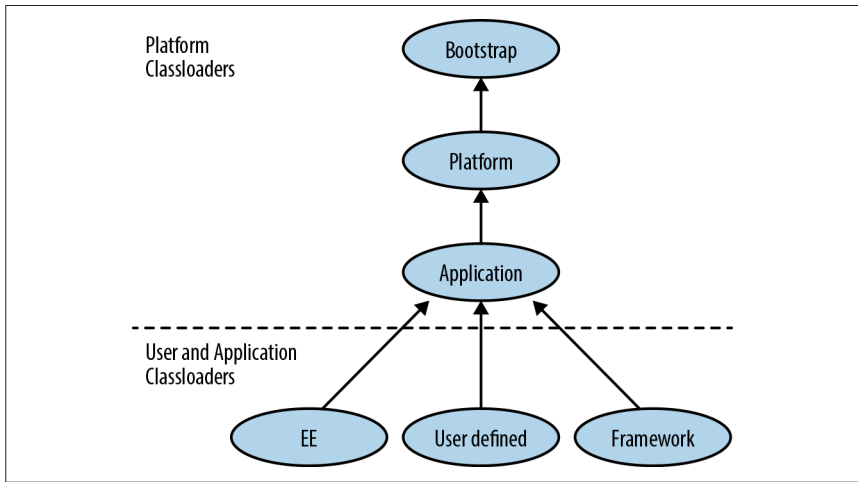 Platform
Classloaders
Bootstrap
Platform
Application
User and Application
Classloaders
EE
User defined
Framework